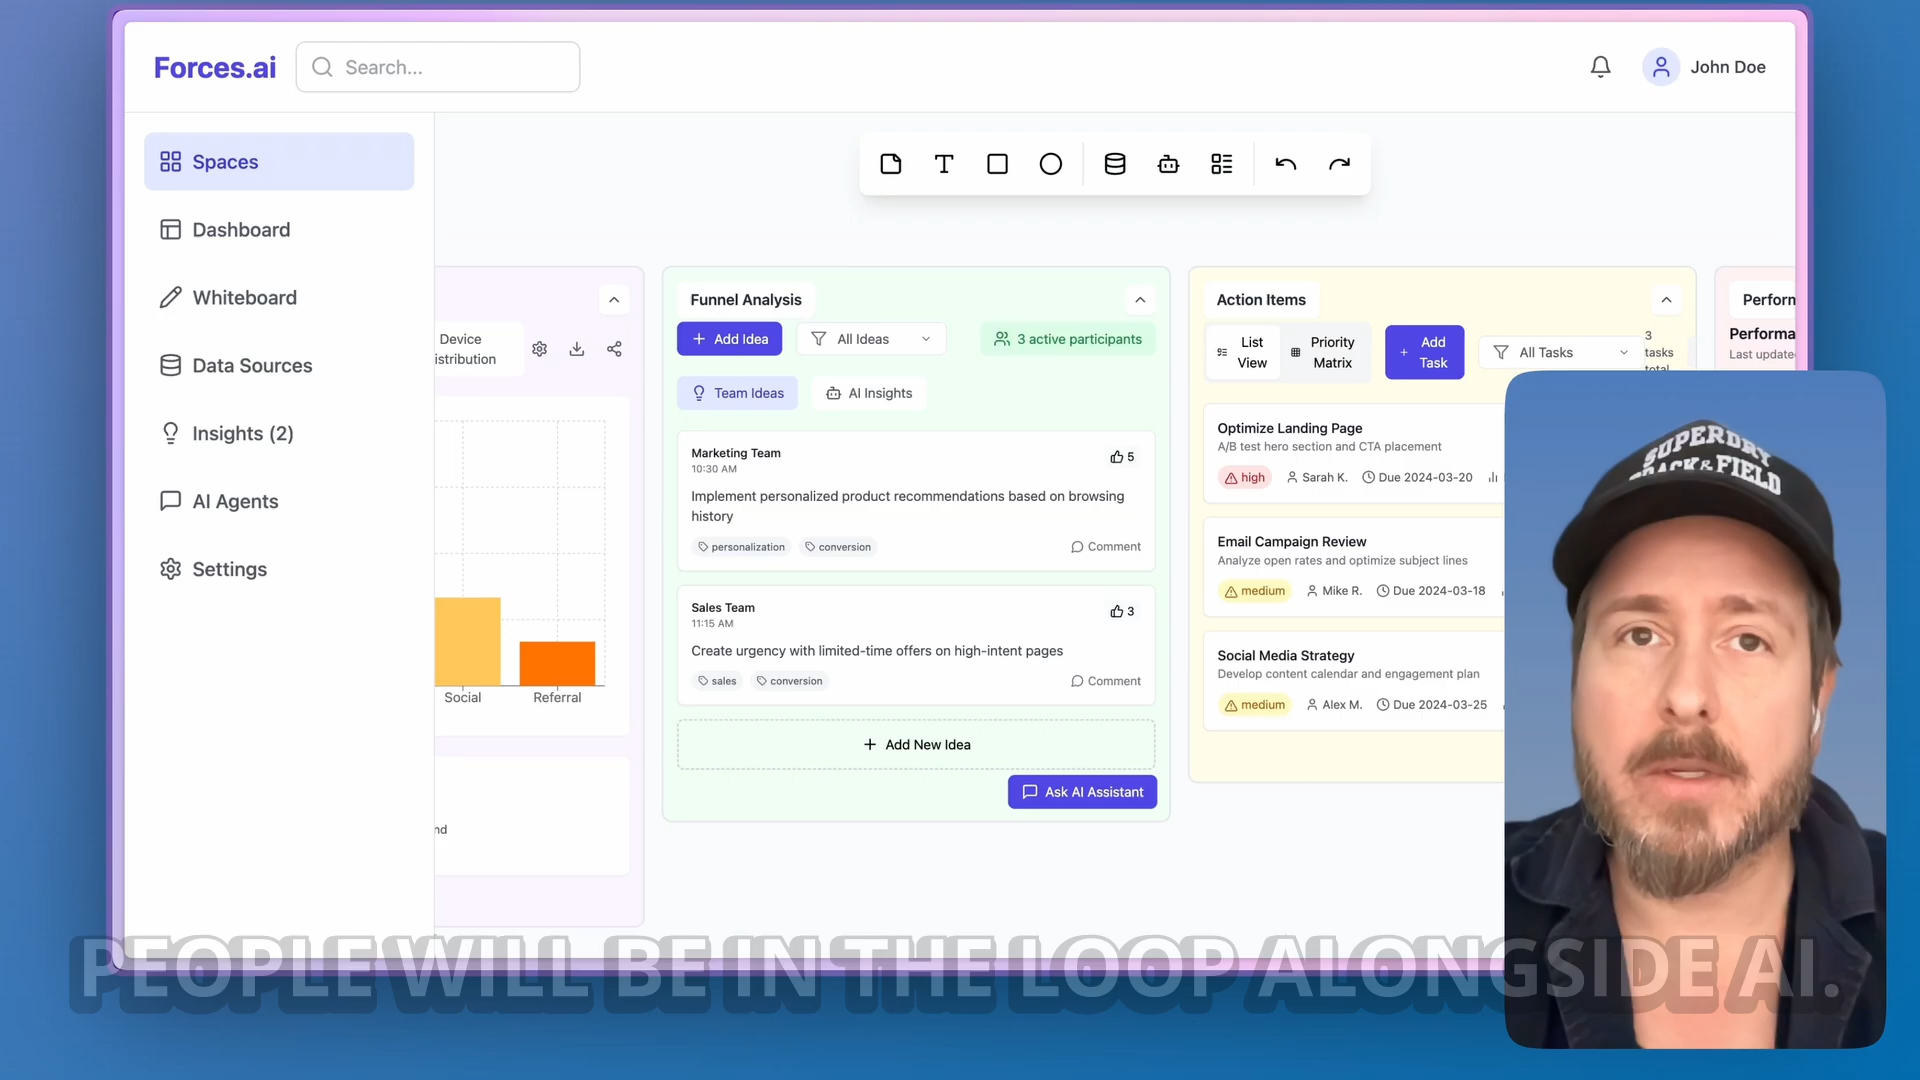 Forces.ai
Search...
John Doe
Spaces
Dashboard
Whiteboard
Data Sources
Insights (2)
AI Agents
Settings
Device
istribution
Social
Referral
nd
Funnel Analysis
Add Idea
All Ideas
3 active participants
Team Ideas
AI Insights
Marketing Team
10:30 AM
5
Implement personalized product recommendations based on browsing
history
personalization
conversion
Comment
Sales Team
11:15 AM
3
Create urgency with limited-time offers on high-intent pages
sales
conversion
Comment
Add New Idea
Ask AI Assistant
Action Items
List
View
Priority
Matrix
Add
Task
All Tasks
3
tasks
total
Optimize Landing Page
A/B test hero section and CTA placement
high
Sarah K.
Due 2024-03-20
Email Campaign Review
Analyze open rates and optimize subject lines
medium
Mike R.
Due 2024-03-18
Social Media Strategy
Develop content calendar and engagement plan
medium
Alex M.
Due 2024-03-25
Perforn
Performa
Last update
SUPERDRY
TRACK & FIELD
PEOPLE WILL BE IN THE LOOP ALONGSIDE AI.